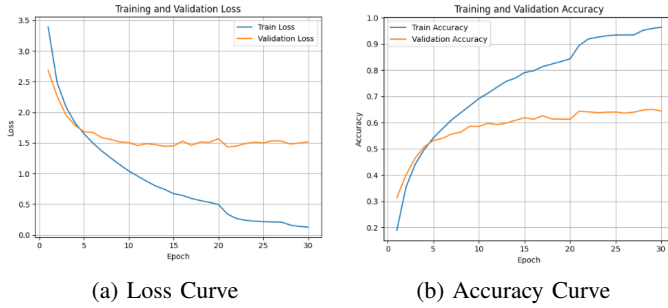 Training and Validation Loss
Train Loss
Validation Loss
3.5
3.0
2.5
2.0
1.5
1.0
0.5
0.0
Loss
0
5
10
15
20
25
30
Epoch
(a) Loss Curve
Training and Validation Accuracy
Train Accuracy
Validation Accuracy
1.0
0.9
0.8
0.7
0.6
0.5
0.4
0.3
0.2
Accuracy
0
5
10
15
20
25
30
Epoch
(b) Accuracy Curve